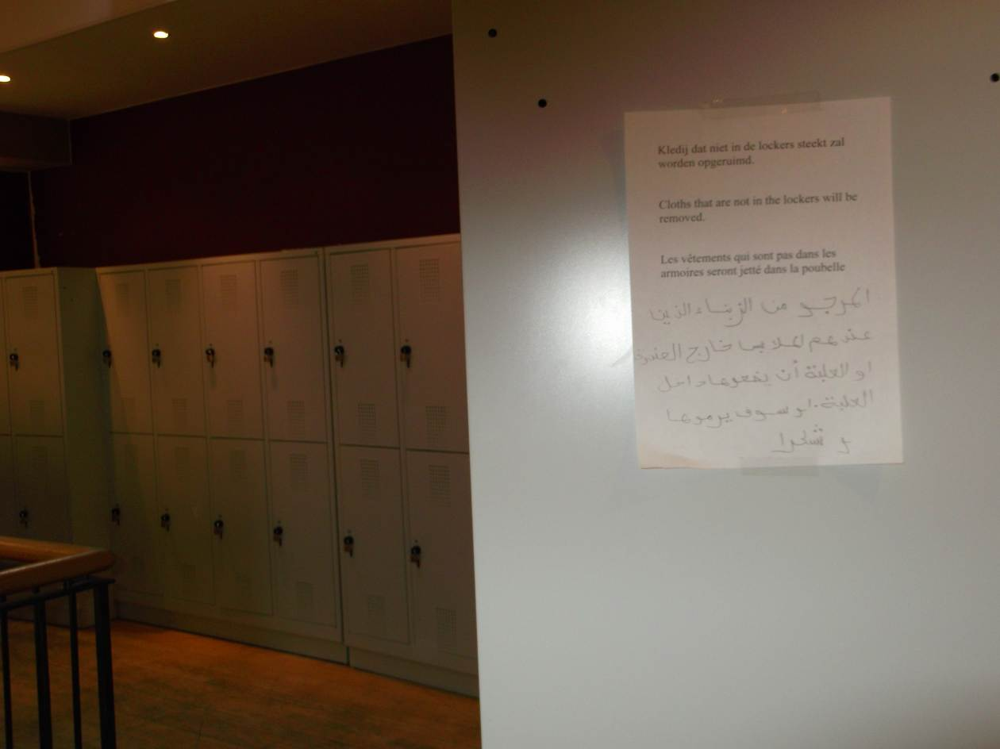 Kledij dat niet in de lockers steekt zal
worden opgeruimd.
Cloths that are not in the lockers will be
removed.
Les vêtements qui sont pas dans les
armoires seront jetté dans la poubelle
المرجو من الزبناء الذين
عندهم ملابس خارج الصندوق
او العلبة أن يضعوها داخل
العلبة. او سوف يرموها
و شكرا